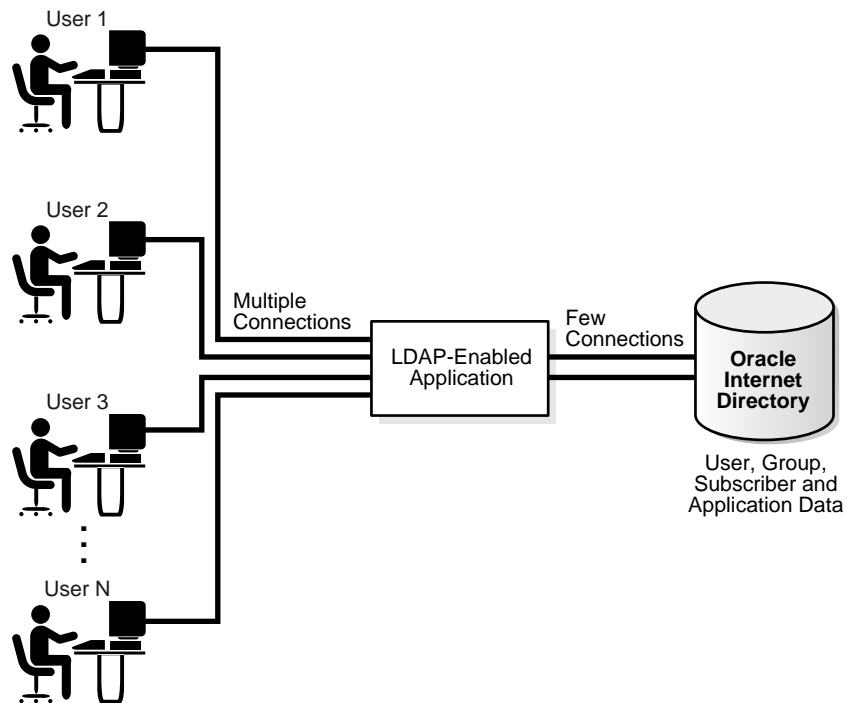 User 1
User 2
Multiple
Connections
Few
Connections
LDAP-Enabled
Application
Oracle
Internet
Directory
User 3
User, Group,
Subscriber and
Application Data
User N